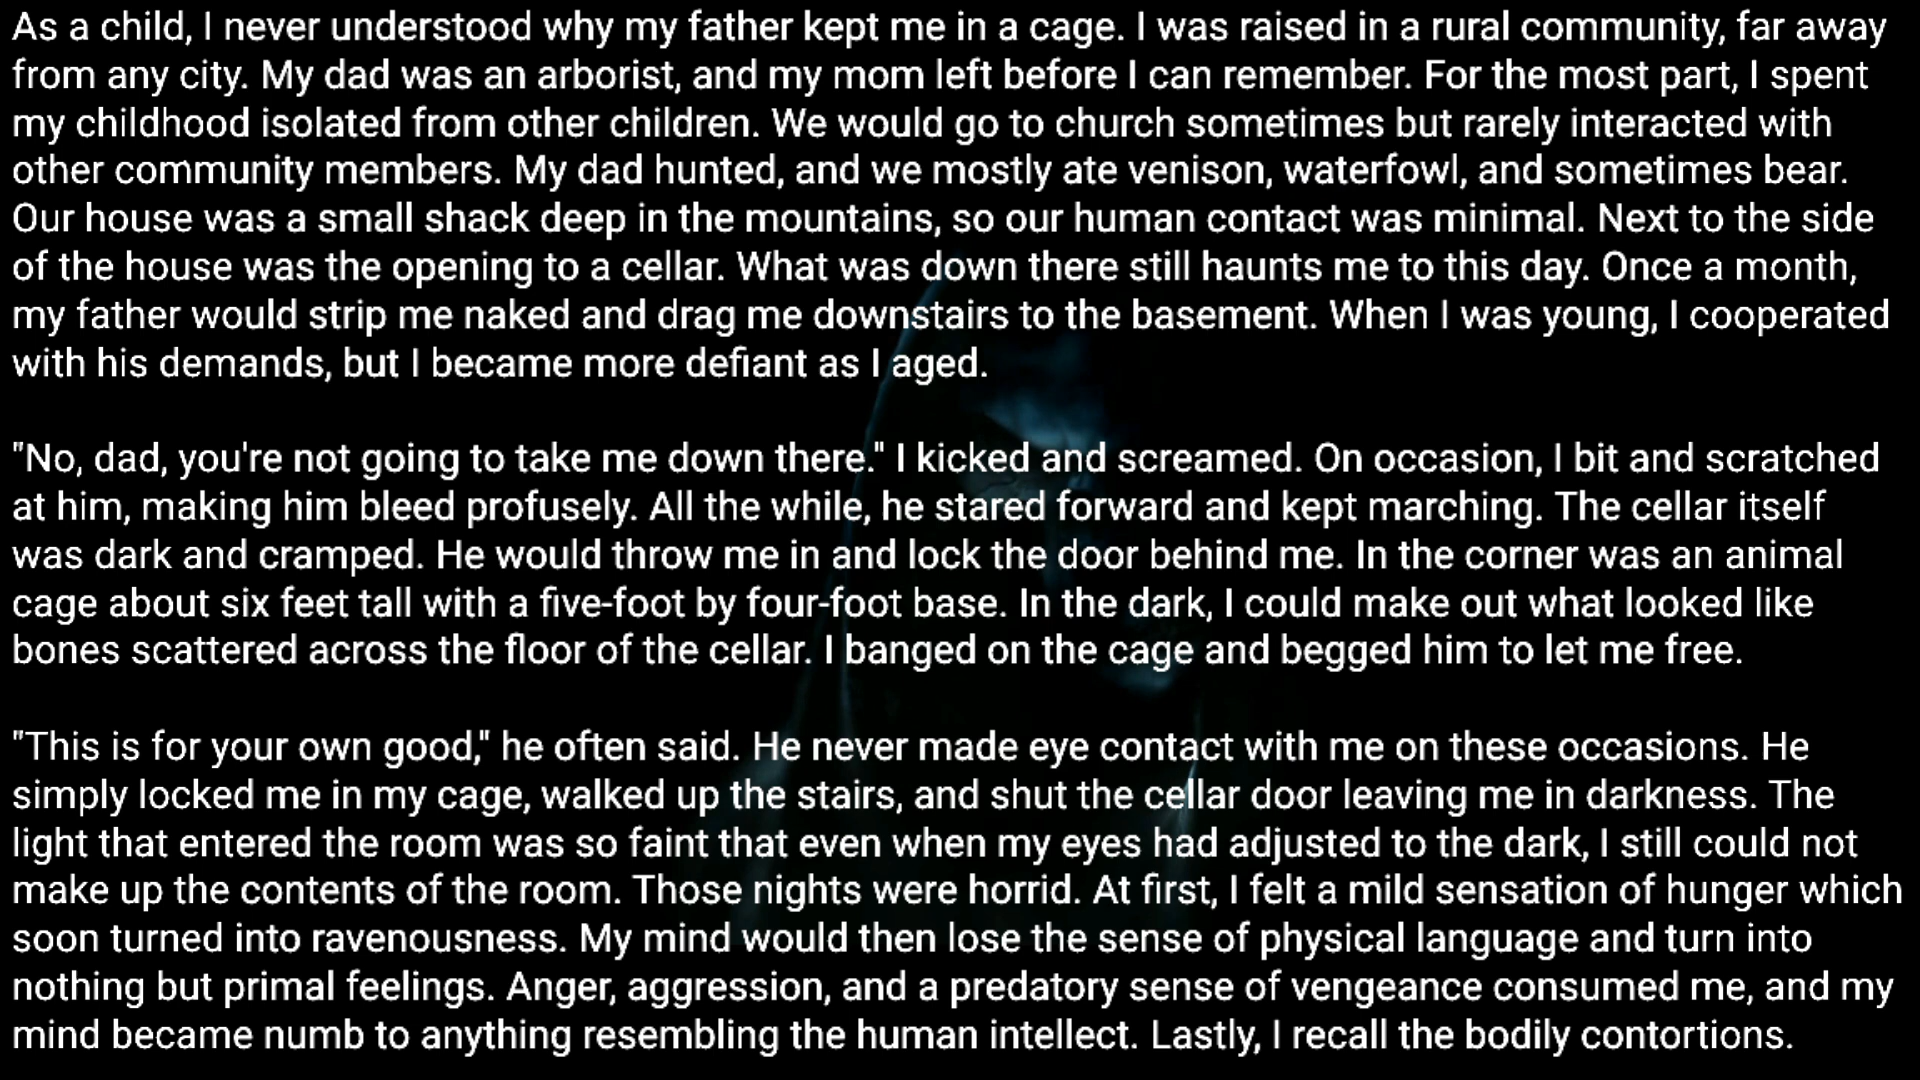 As a child, I never understood why my father kept me in a cage. I was raised in a rural community, far away
from any city. My dad was an arborist, and my mom left before I can remember. For the most part, I spent
my childhood isolated from other children. We would go to church sometimes but rarely interacted with
other community members. My dad hunted, and we mostly ate venison, waterfowl, and sometimes bear.
Our house was a small shack deep in the mountains, so our human contact was minimal. Next to the side
of the house was the opening to a cellar. What was down there still haunts me to this day. Once a month,
my father would strip me naked and drag me downstairs to the basement. When I was young, I cooperated
with his demands, but I became more defiant as I aged.
"No, dad, you're not going to take me down there." I kicked and screamed. On occasion, I bit and scratched
at him, making him bleed profusely. All the while, he stared forward and kept marching. The cellar itself
was dark and cramped. He would throw me in and lock the door behind me. In the corner was an animal
cage about six feet tall with a five-foot by four-foot base. In the dark, I could make out what looked like
bones scattered across the floor of the cellar. I banged on the cage and begged him to let me free.
"This is for your own good," he often said. He never made eye contact with me on these occasions. He
simply locked me in my cage, walked up the stairs, and shut the cellar door leaving me in darkness. The
light that entered the room was so faint that even when my eyes had adjusted to the dark, I still could not
make up the contents of the room. Those nights were horrid. At first, I felt a mild sensation of hunger which
soon turned into ravenousness. My mind would then lose the sense of physical language and turn into
nothing but primal feelings. Anger, aggression, and a predatory sense of vengeance consumed me, and my
mind became numb to anything resembling the human intellect. Lastly, I recall the bodily contortions.